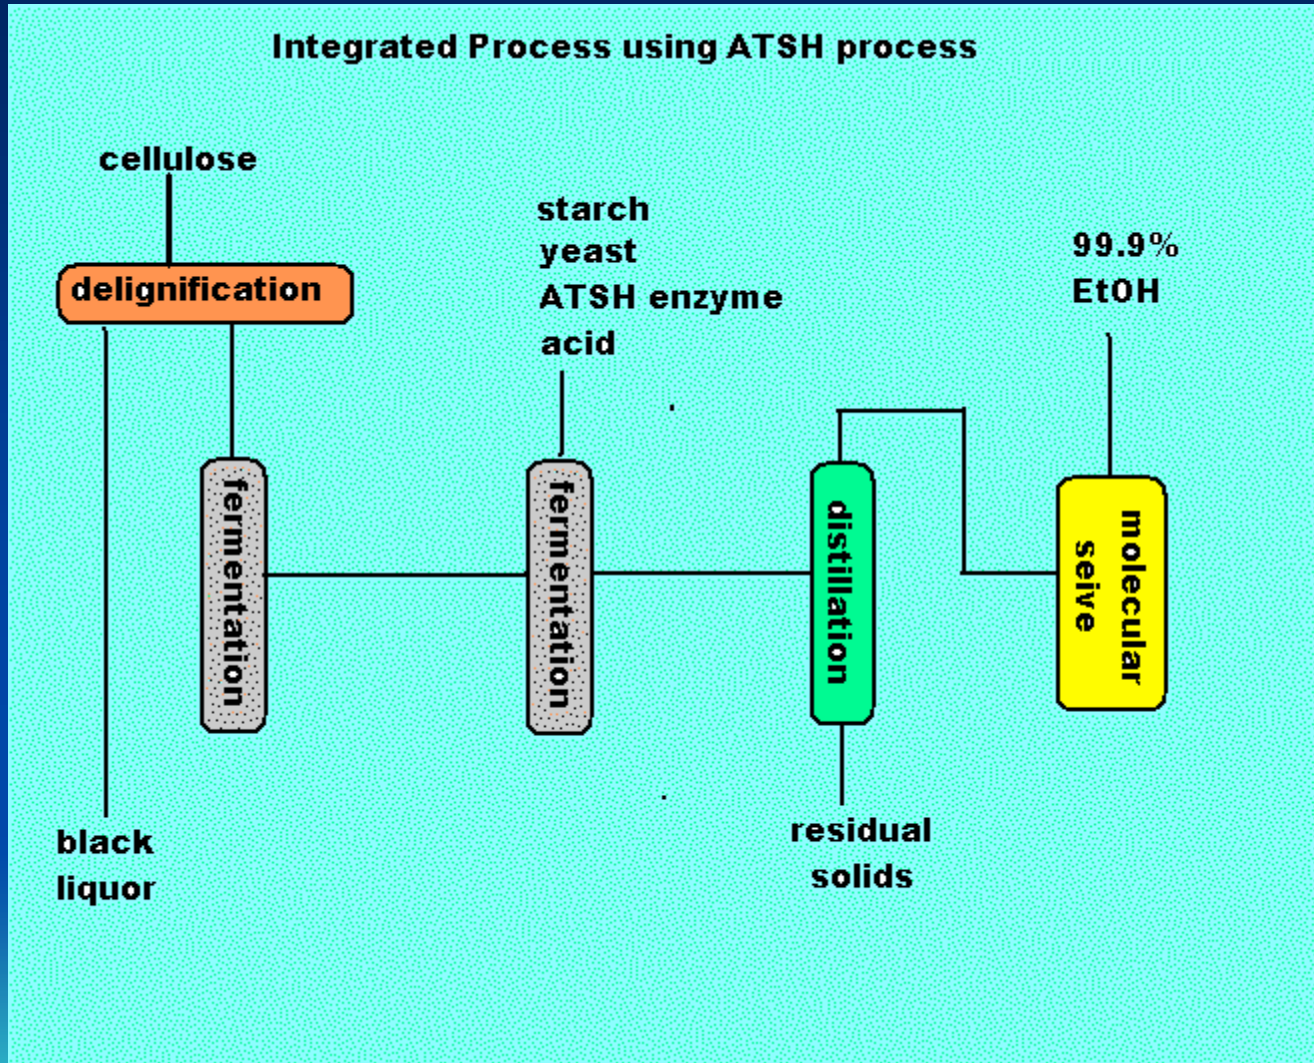 Integrated Process using ATSH process
cellulose
delignification
starch
yeast
ATSH enzyme
acid
99.9%
EtOH
fermentation
fermentation
distillation
molecular
seive
black
liquor
residual
solids